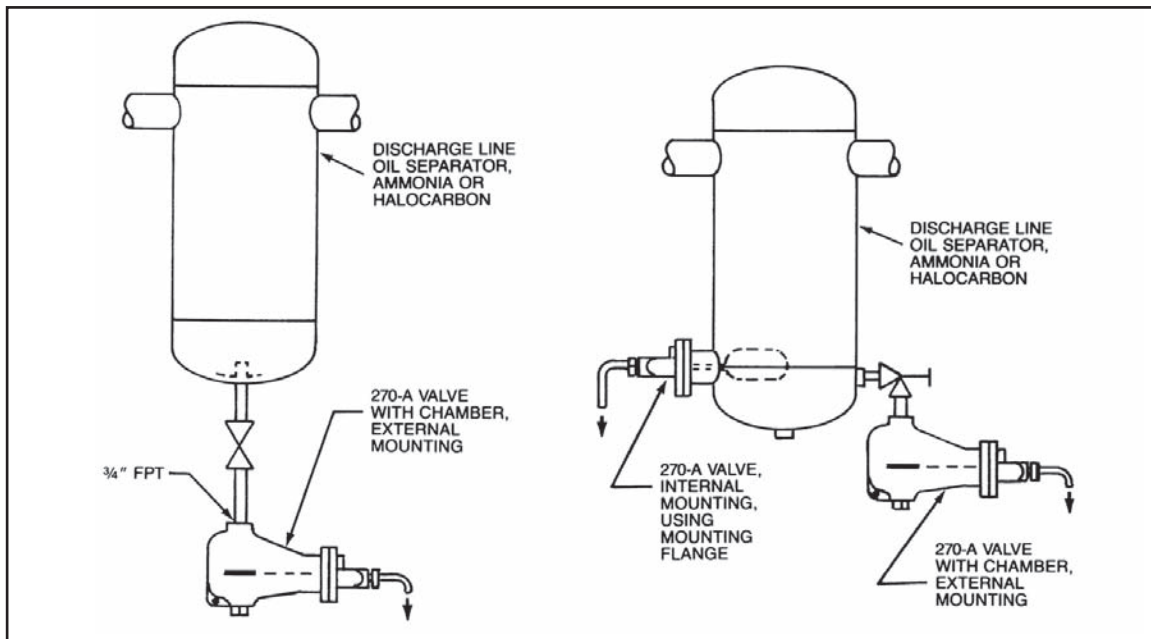 DISCHARGE LINE
OIL SEPARATOR,
AMMONIA OR
HALOCARBON
270-A VALVE
WITH CHAMBER,
EXTERNAL
MOUNTING
¾" FPT
DISCHARGE LINE
OIL SEPARATOR,
AMMONIA OR
HALOCARBON
270-A VALVE,
INTERNAL
MOUNTING,
USING
MOUNTING
FLANGE
270-A VALVE
WITH CHAMBER,
EXTERNAL
MOUNTING